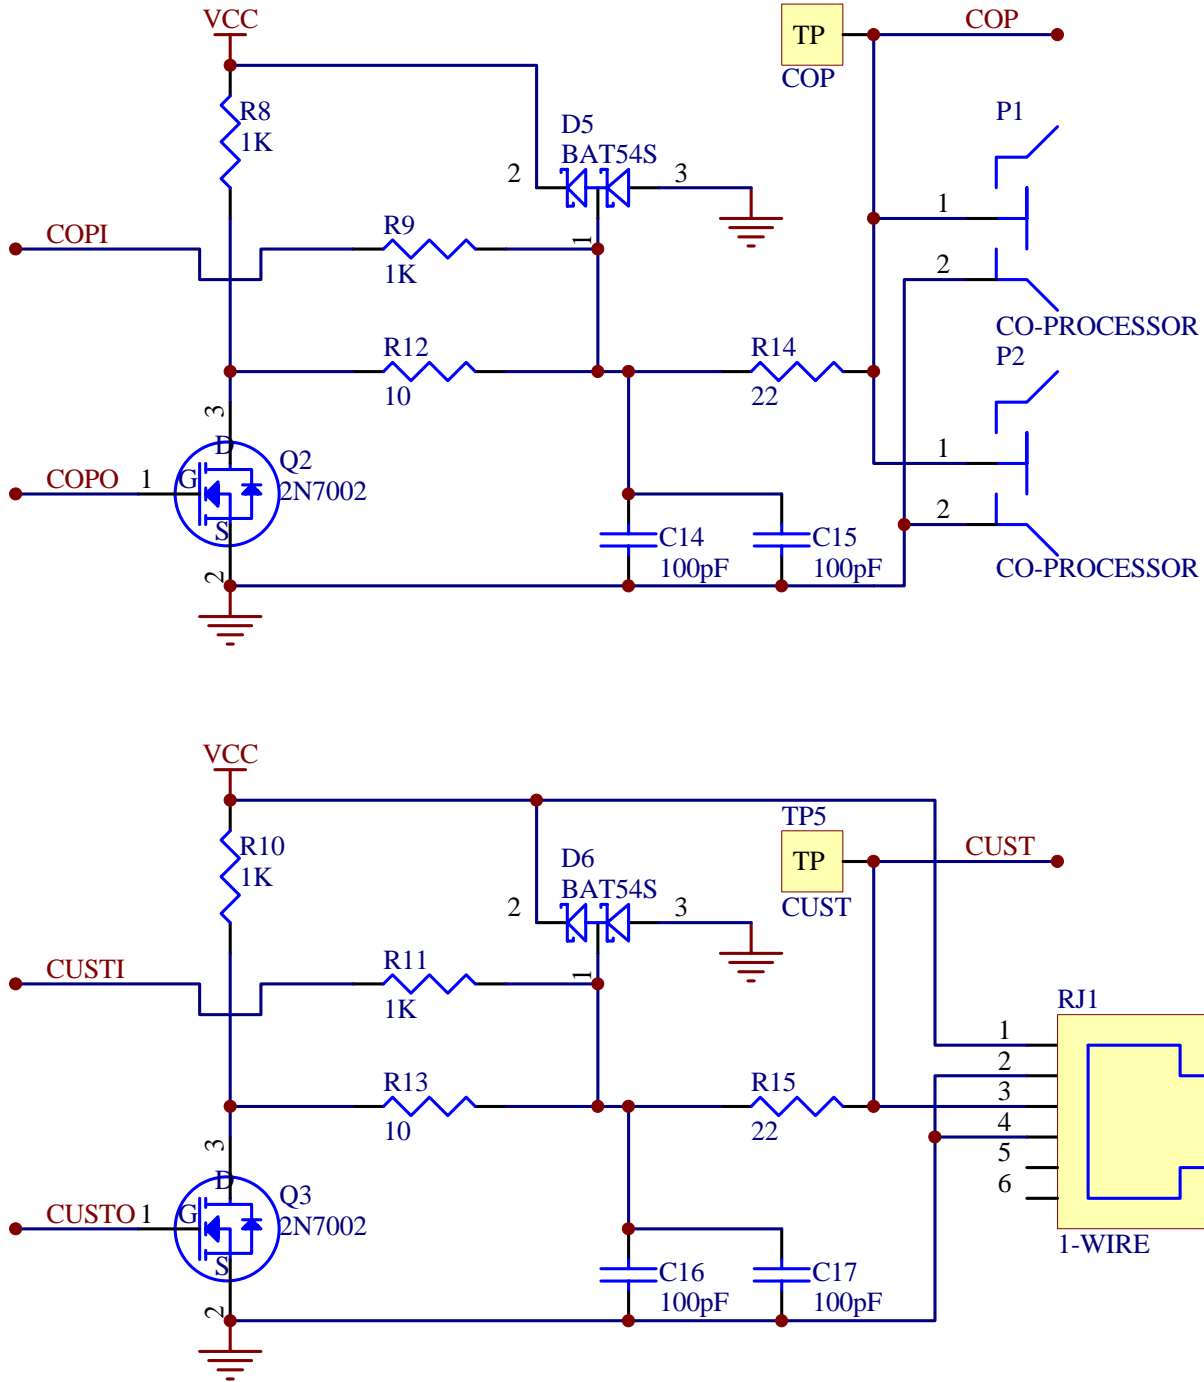 VCC
TP
COP
COP
R8
1K
D5
BAT54S
2
3
1
P1
1
2
CO-PROCESSOR
COPI
R9
1K
R12
10
R14
22
P2
1
2
CO-PROCESSOR
3
D
COPO
1
G
S
2
Q2
2N7002
C14
100pF
C15
100pF
VCC
TP5
TP
CUST
CUST
R10
1K
D6
BAT54S
2
3
1
CUSTI
R11
1K
R13
10
R15
22
RJ1
1
2
3
4
5
6
1-WIRE
3
D
CUSTO
1
G
S
2
Q3
2N7002
C16
100pF
C17
100pF